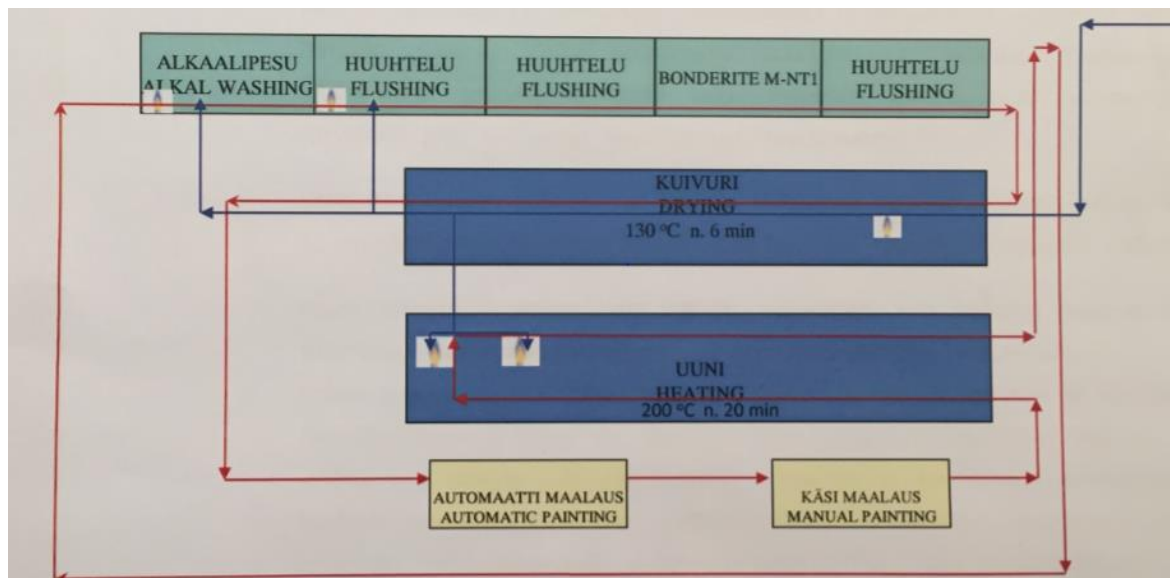 ALKAALIPESU
ALKAL WASHING
HUUHTELU
FLUSHING
HUUHTELU
FLUSHING
BONDERITE M-NT1
HUUHTELU
FLUSHING
KUIVURI
DRYING
130 °C n. 6 min
UUNI
HEATING
200 °C n. 20 min
AUTOMAATTI MAALAUS
AUTOMATIC PAINTING
KÄSI MAALAUS
MANUAL PAINTING